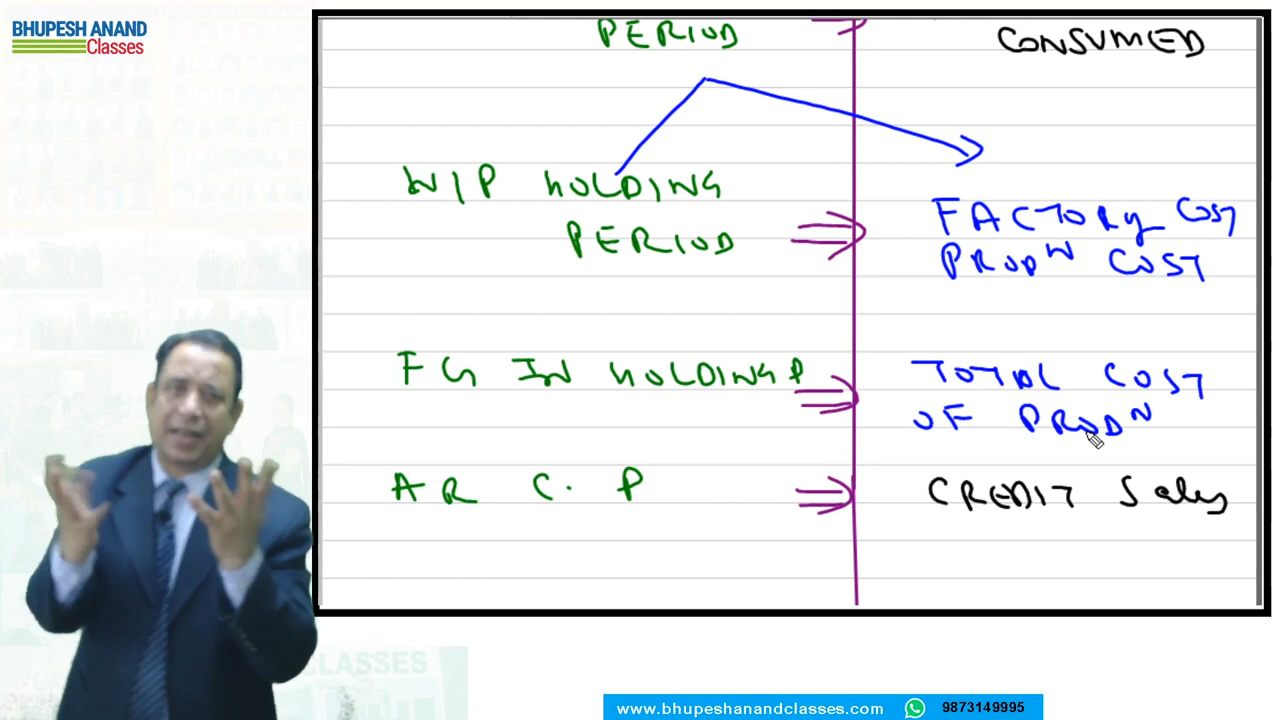 BHUPESH ANAND
Classes
PERIOD
CONSUMED
WIP HOLDING
PERIOD
FACTORY COST
PRODN COST
FG IN HOLDING P
TOTAL COST
OF PRODN
AR C. P
CREDIT Sales
CLASSES
www.bhupeshanandclasses.com 9873149995